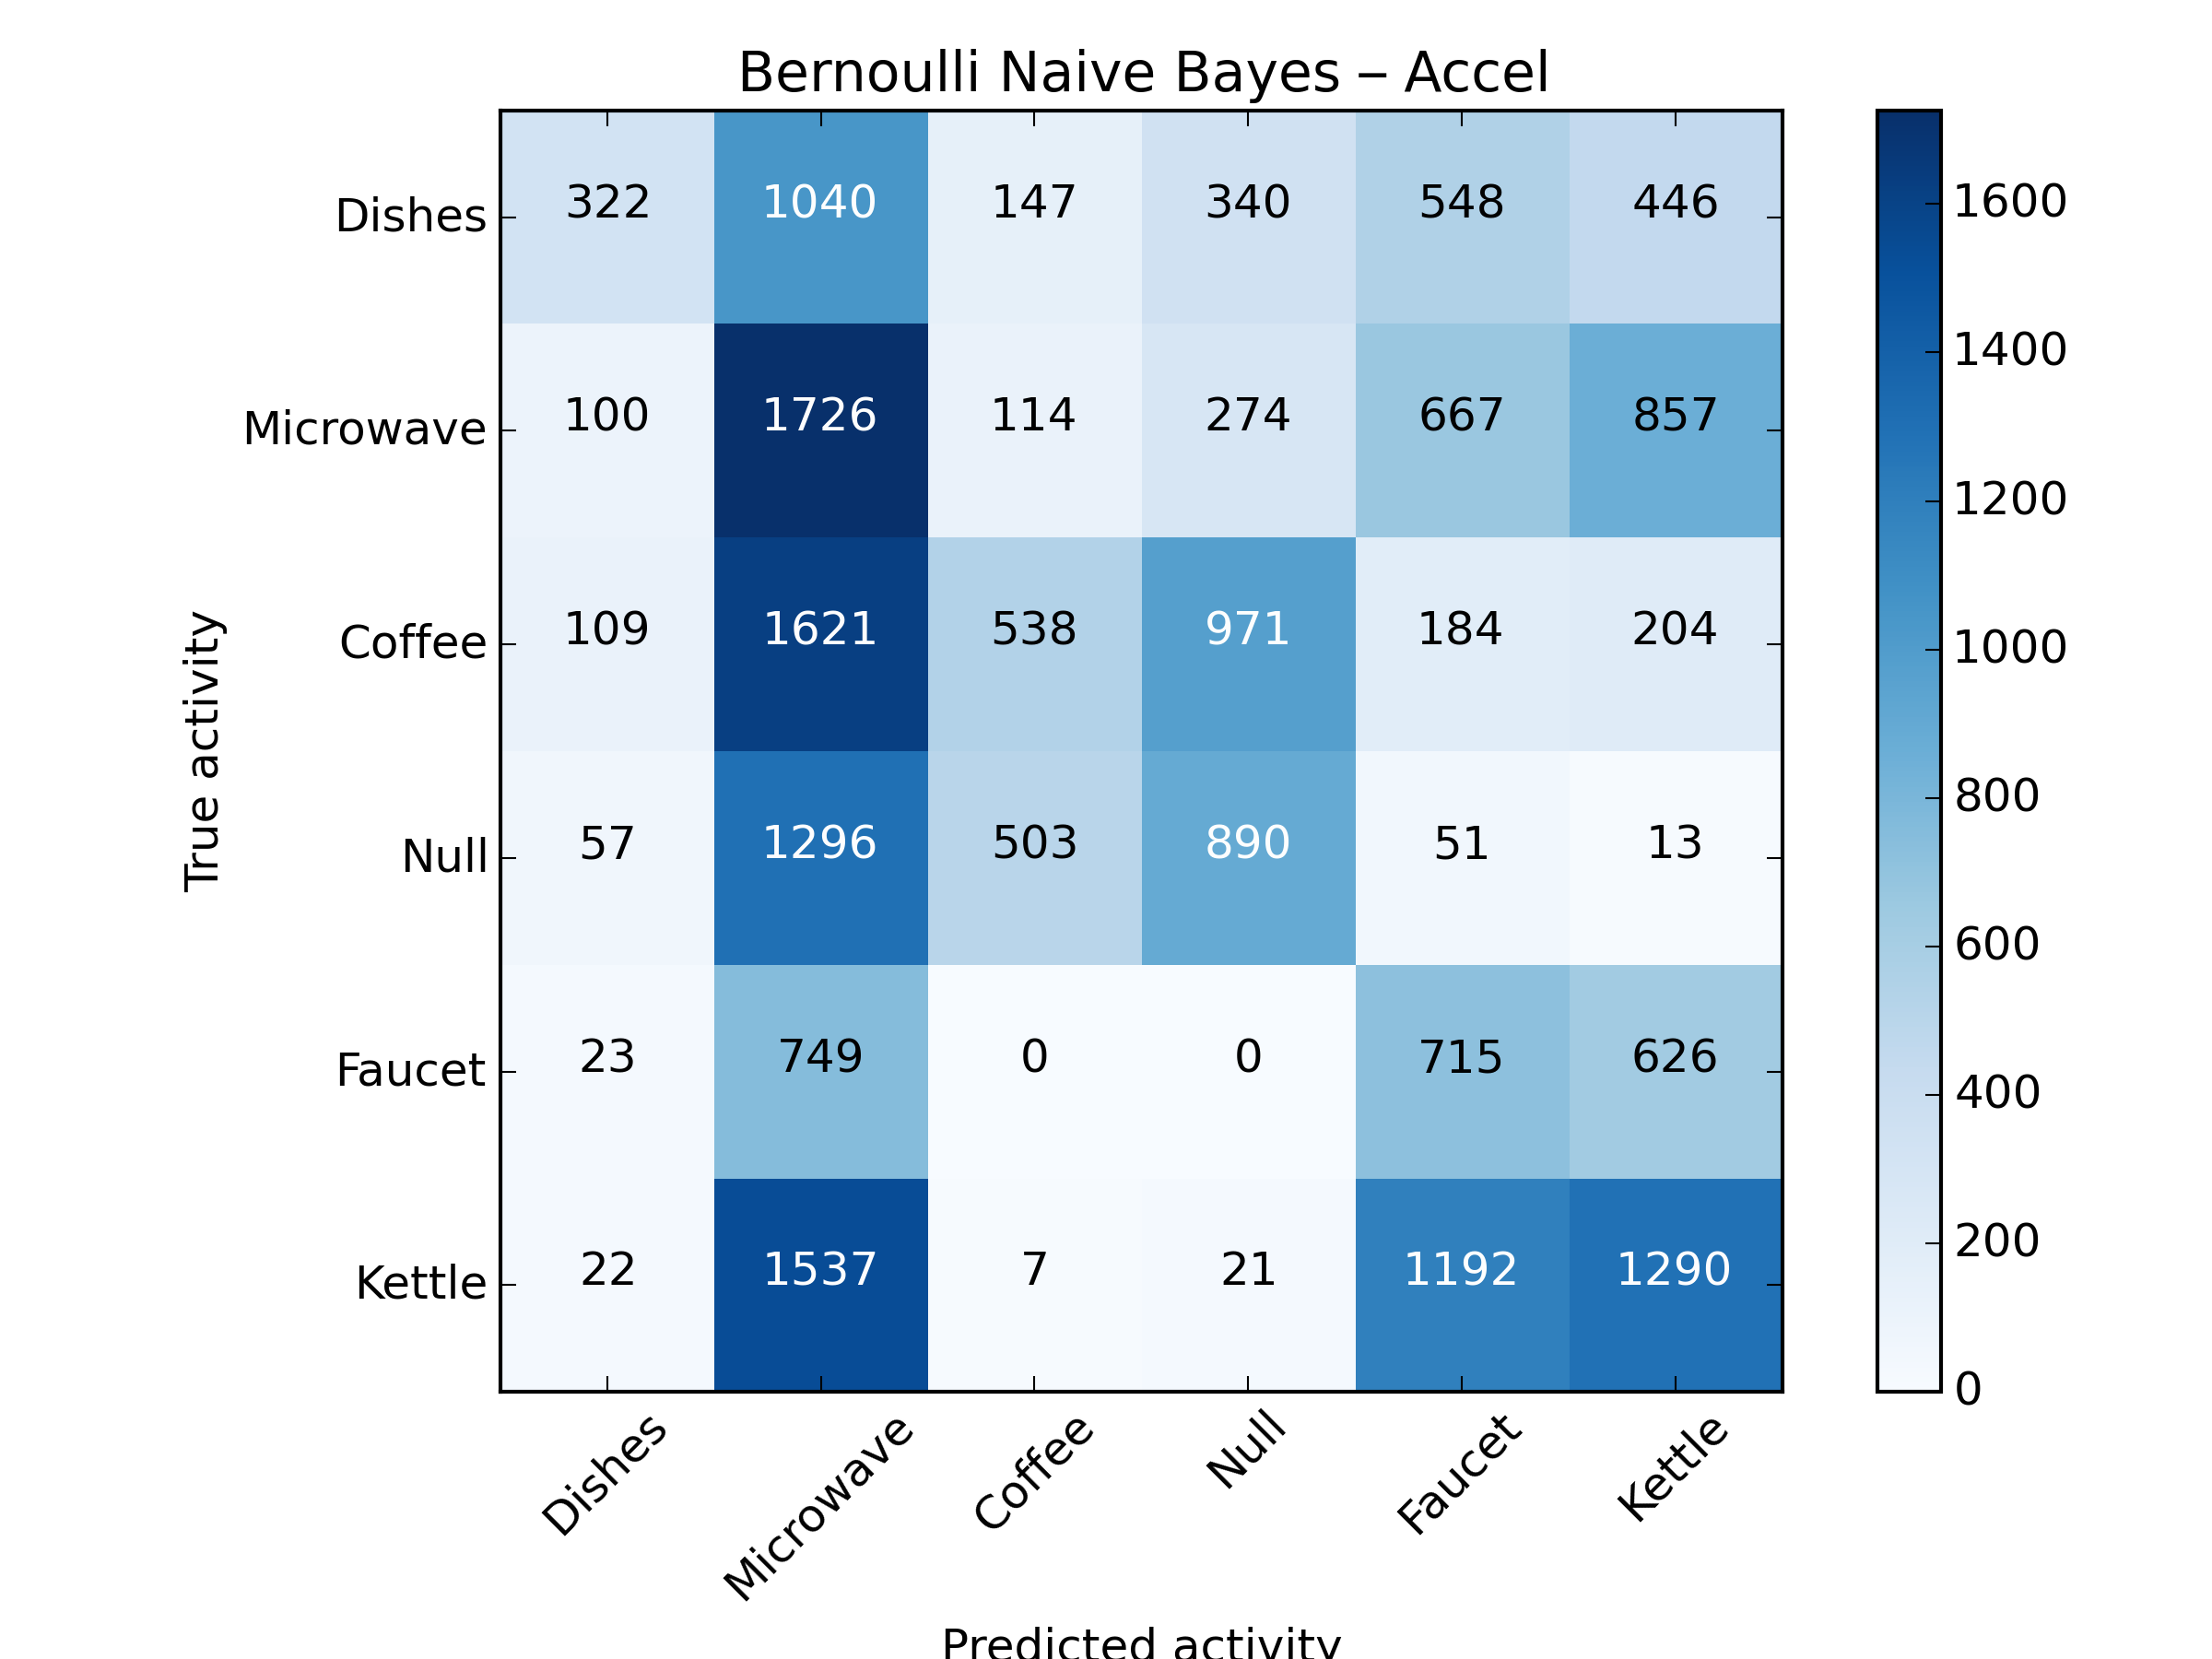 Bernoulli Naive Bayes – Accel
Dishes 322 1040 147 340 548 446
Microwave 100 1726 114 274 667 857
Coffee 109 1621 538 971 184 204
Null 57 1296 503 890 51 13
Faucet 23 749 0 0 715 626
Kettle 22 1537 7 21 1192 1290
True activity
Dishes Microwave Coffee Null Faucet Kettle
Predicted activity
1600
1400
1200
1000
800
600
400
200
0